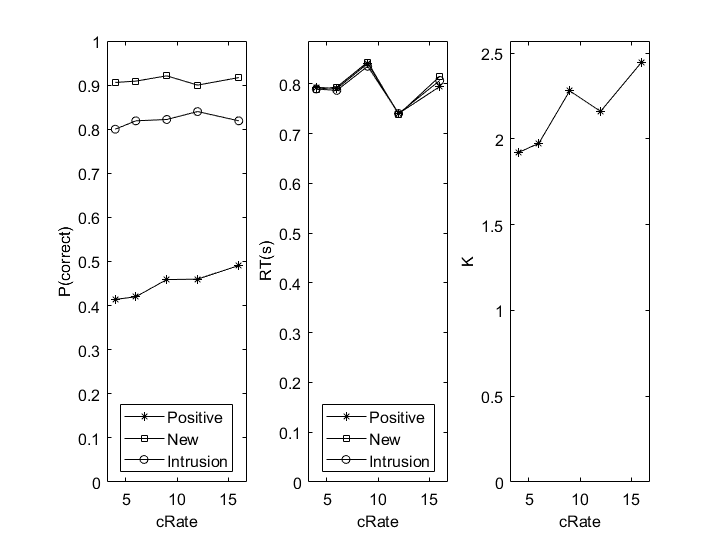 1
0.9
0.8
0.7
0.6
0.5
0.4
0.3
0.2
0.1
0
P(correct)
5 10 15
cRate
Positive
New
Intrusion
0.8
0.7
0.6
0.5
0.4
0.3
0.2
0.1
0
RT(s)
5 10 15
cRate
Positive
New
Intrusion
2.5
2
1.5
1
0.5
0
K
5 10 15
cRate